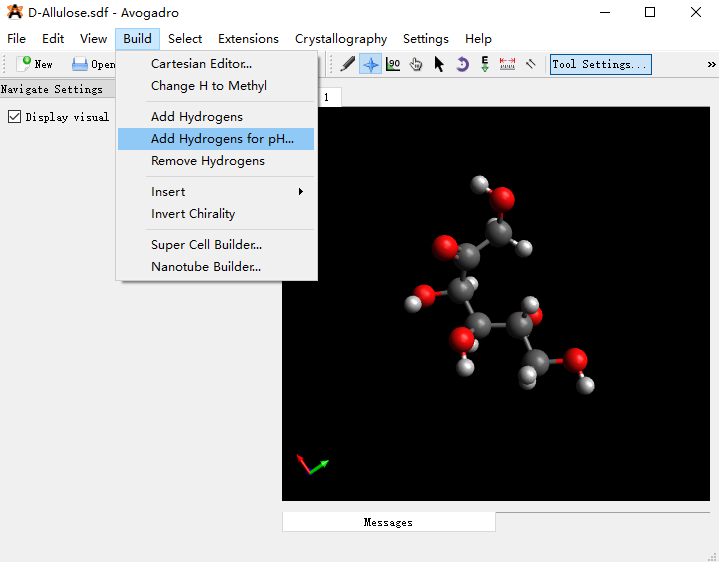 D-Allulose.sdf - Avogadro
File Edit View Build Select Extensions Crystallography Settings Help
New Open 90 E Tool Settings... »
Navigate Settings
1
Display visual
Cartesian Editor...
Change H to Methyl
Add Hydrogens
Add Hydrogens for pH...
Remove Hydrogens
Insert
Invert Chirality
Super Cell Builder...
Nanotube Builder...
Messages